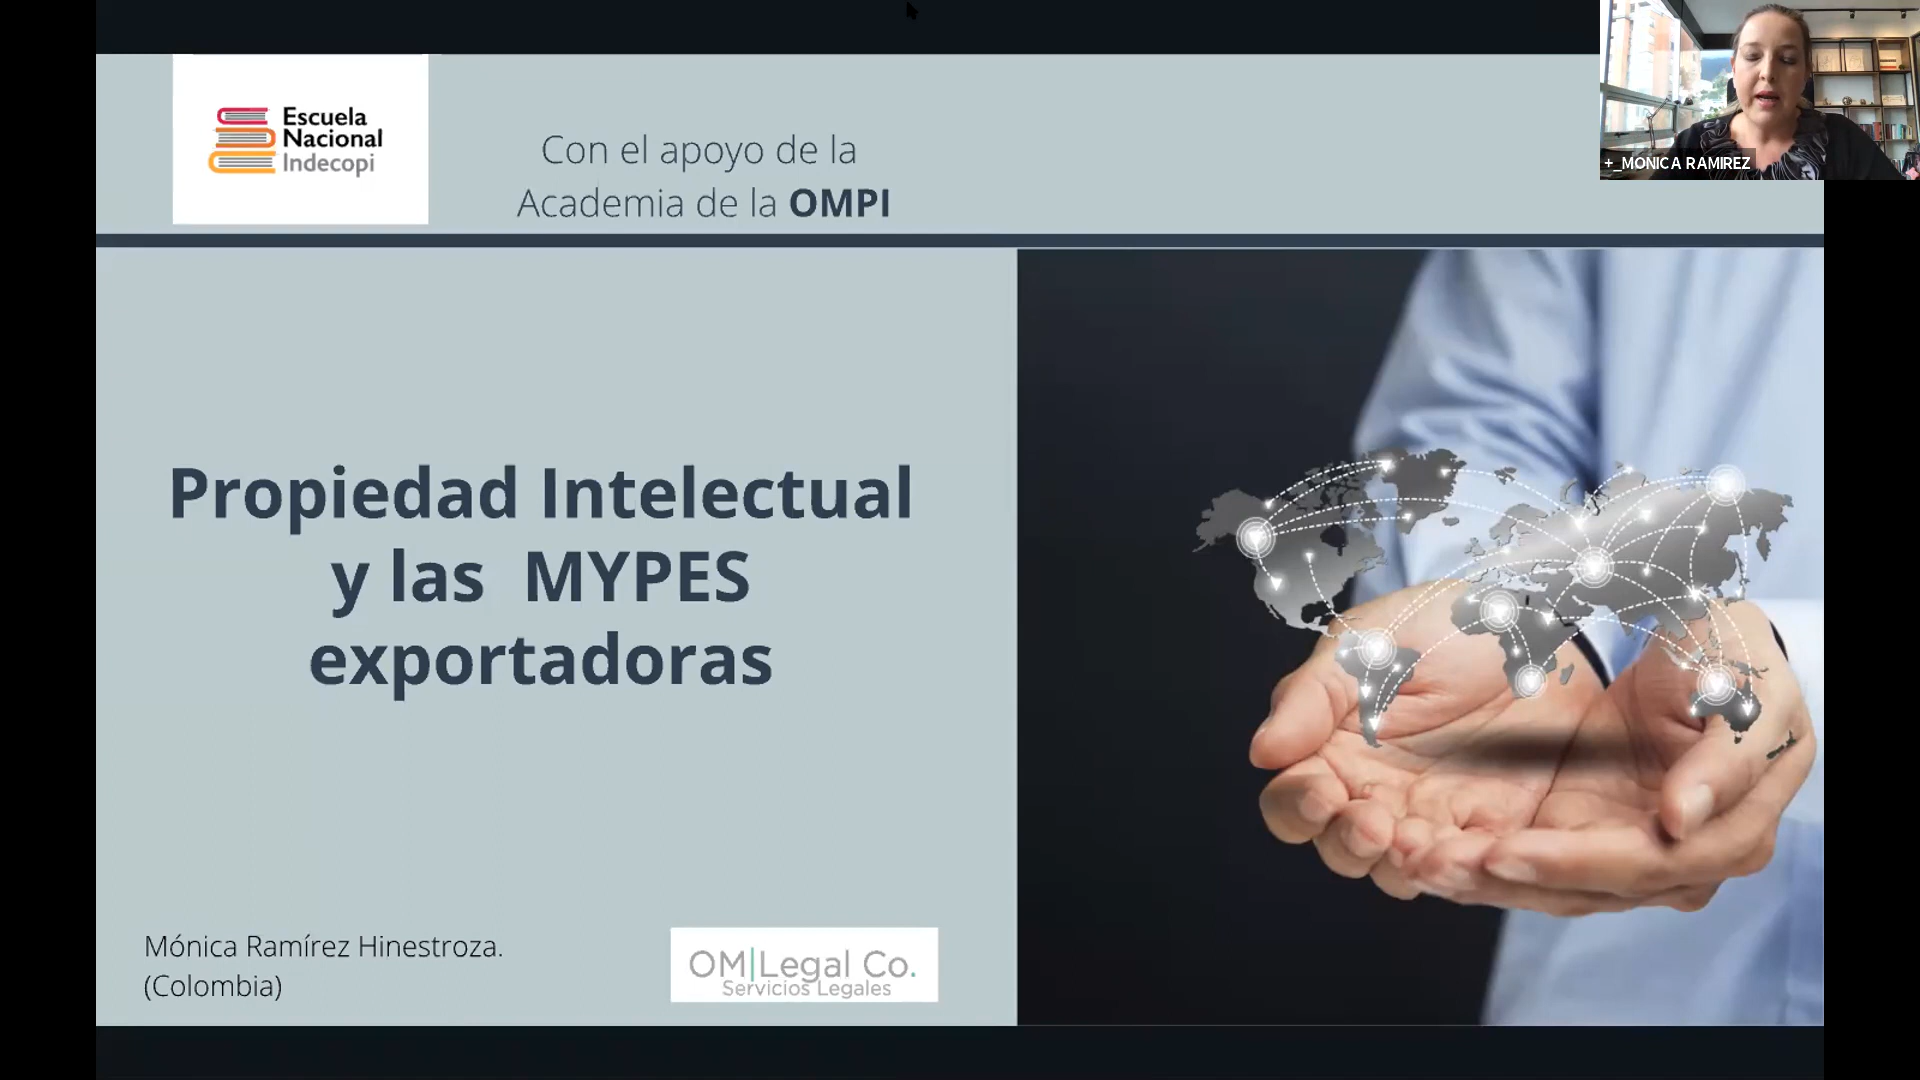 Escuela
Nacional
Indecopi
Con el apoyo de la
Academia de la OMPI
+_MONICA RAMIREZ
Propiedad Intelectual
y las MYPES
exportadoras
Mónica Ramírez Hinestroza.
(Colombia)
OM|Legal Co.
Servicios Legales